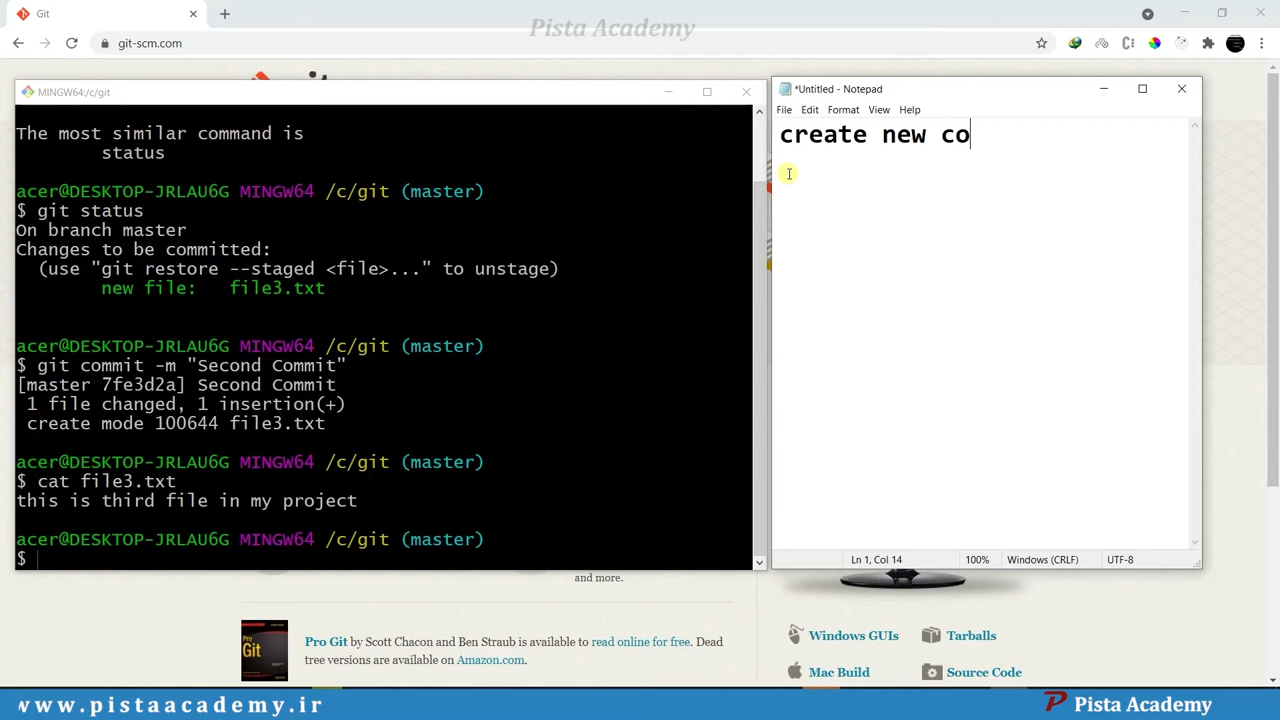 Git
Pista Academy
git-scm.com
MINGW64:/c/git
The most similar command is
status
acer@DESKTOP-JRLAU6G MINGW64 /c/git (master)
$ git status
On branch master
Changes to be committed:
(use "git restore --staged <file>..." to unstage)
new file:   file3.txt
acer@DESKTOP-JRLAU6G MINGW64 /c/git (master)
$ git commit -m "Second Commit"
[master 7fe3d2a] Second Commit
1 file changed, 1 insertion(+)
create mode 100644 file3.txt
acer@DESKTOP-JRLAU6G MINGW64 /c/git (master)
$ cat file3.txt
this is third file in my project
acer@DESKTOP-JRLAU6G MINGW64 /c/git (master)
$
*Untitled - Notepad
File Edit Format View Help
create new co
Ln 1, Col 14 100% Windows (CRLF) UTF-8
and more.
Pro Git by Scott Chacon and Ben Straub is available to read online for free. Dead
tree versions are available on Amazon.com.
Pro
Git
Windows GUIs Tarballs
Mac Build Source Code
www.pistaacademy.ir
Pista Academy